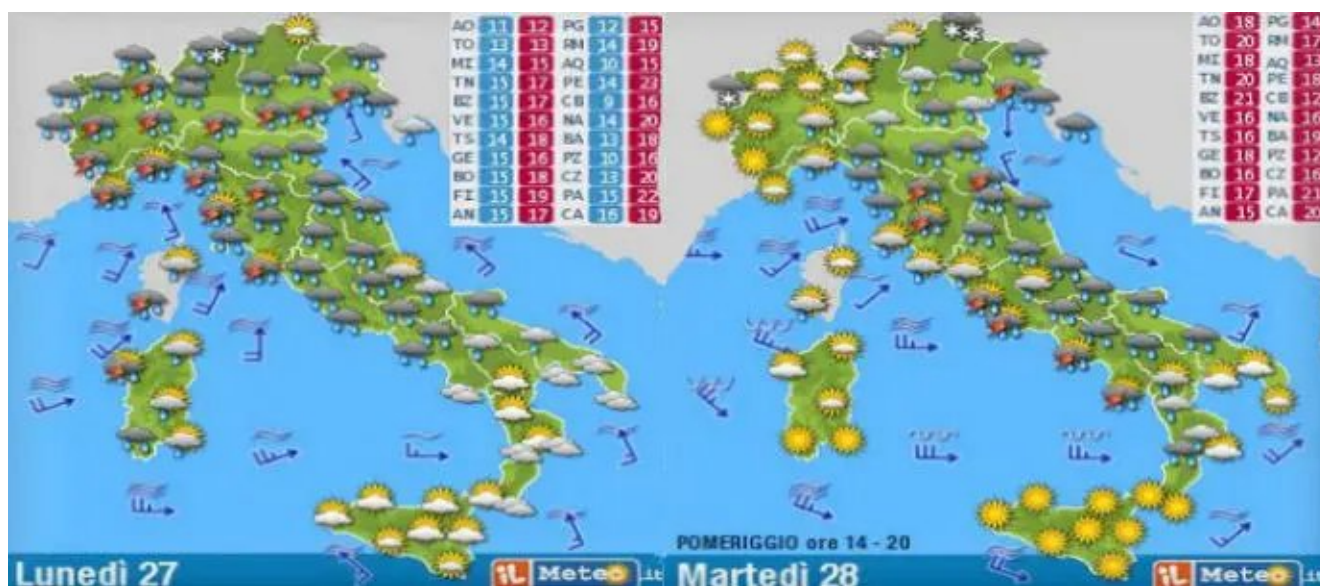 AO 11 12 PG 12 15
TO 13 13 RM 14 19
MI 14 15 AQ 10 15
TN 15 17 PE 14 23
BZ 15 17 CB 9 16
VE 15 16 NA 14 20
TS 14 18 BA 13 18
GE 15 16 PZ 10 16
BO 15 18 CZ 13 20
FI 15 19 PA 15 22
AN 15 17 CA 16 19
Lunedì 27
iL Meteo.it
AO 18 PG 14
TO 20 RM 17
MI 18 AQ 13
TN 20 PE 18
BZ 21 CB 12
VE 16 NA 16
TS 16 BA 19
GE 18 PZ 12
BO 16 CZ 16
FI 17 PA 21
AN 15 CA 20
POMERIGGIO ore 14 - 20
Martedì 28
iL Meteo.it